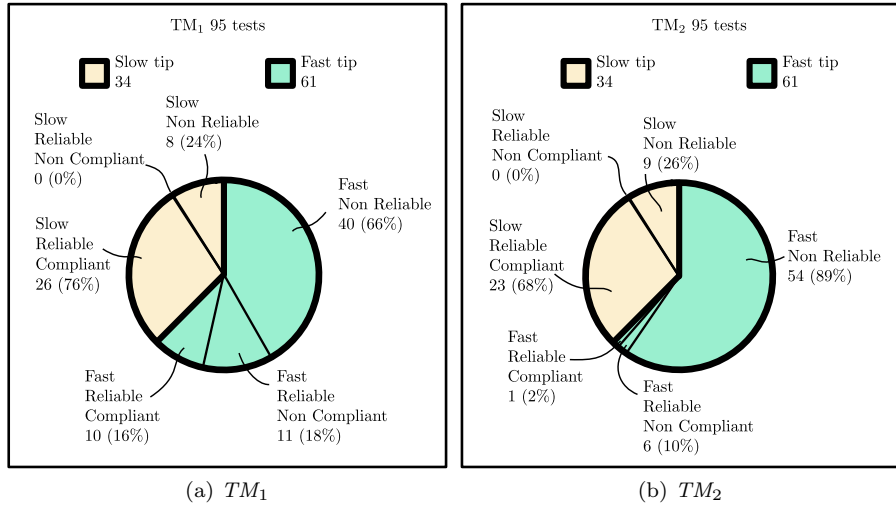 TM₁ 95 tests
Slow tip
34
Fast tip
61
Slow
Non Reliable
8 (24%)
Slow
Reliable
Non Compliant
0 (0%)
Fast
Non Reliable
40 (66%)
Slow
Reliable
Compliant
26 (76%)
Fast
Reliable
Compliant
10 (16%)
Fast
Reliable
Non Compliant
11 (18%)
(a) TM₁
TM₂ 95 tests
Slow tip
34
Fast tip
61
Slow
Reliable
Non Compliant
0 (0%)
Slow
Non Reliable
9 (26%)
Slow
Reliable
Compliant
23 (68%)
Fast
Non Reliable
54 (89%)
Fast
Reliable
Compliant
1 (2%)
Fast
Reliable
Non Compliant
6 (10%)
(b) TM₂